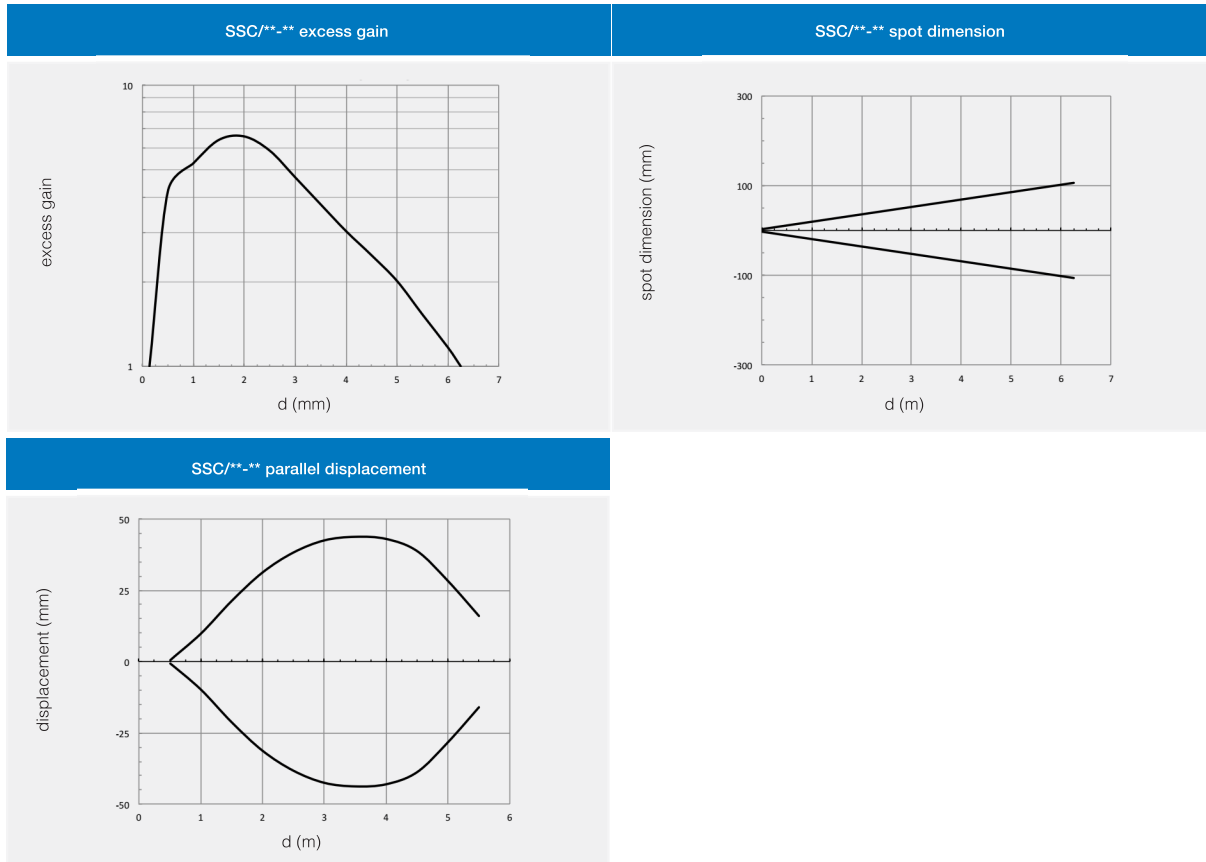 SSC/**-** excess gain
10
excess gain
1
0 1 2 3 4 5 6 7
d (mm)
SSC/**-** spot dimension
300
100
spot dimension (mm)
-100
-300
0 1 2 3 4 5 6 7
d (m)
SSC/**-** parallel displacement
50
25
0
displacement (mm)
-25
-50
0 1 2 3 4 5 6
d (m)